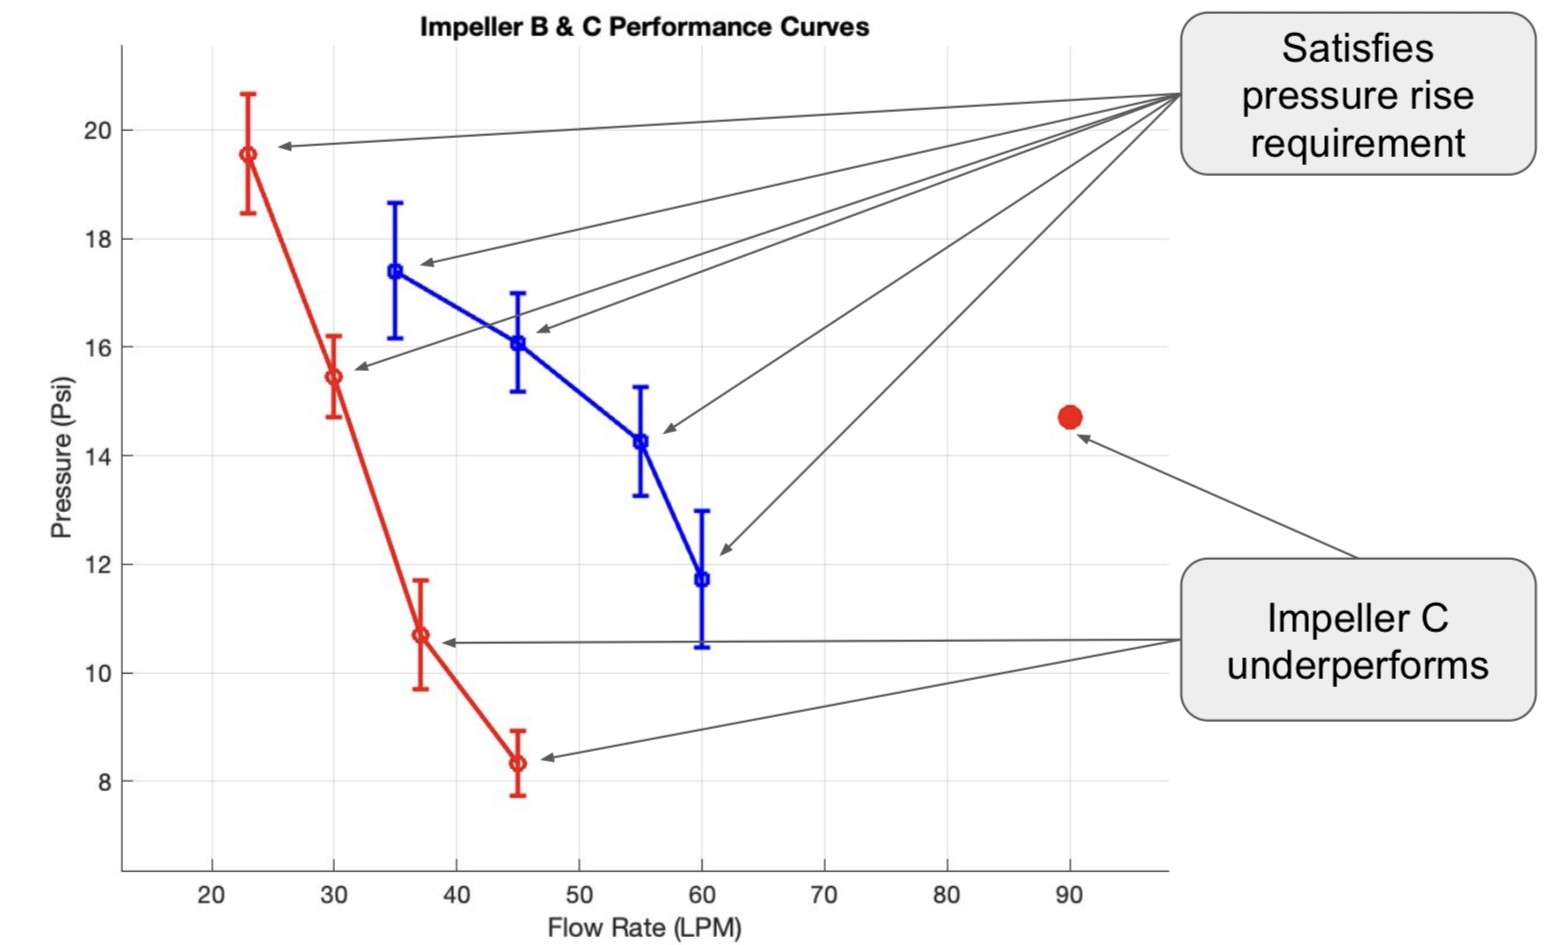 Impeller B & C Performance Curves
Satisfies
pressure rise
requirement
20
18
16
14
12
10
8
Pressure (Psi)
Impeller C
underperforms
20
30
40
50
60
70
80
90
Flow Rate (LPM)